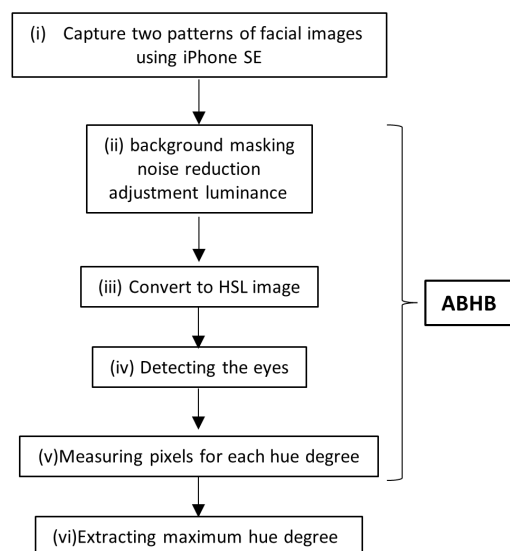 (i) Capture two patterns of facial images
using iPhone SE
(ii) background masking
noise reduction
adjustment luminance
(iii) Convert to HSL image
ABHB
(iv) Detecting the eyes
(v)Measuring pixels for each hue degree
(vi)Extracting maximum hue degree